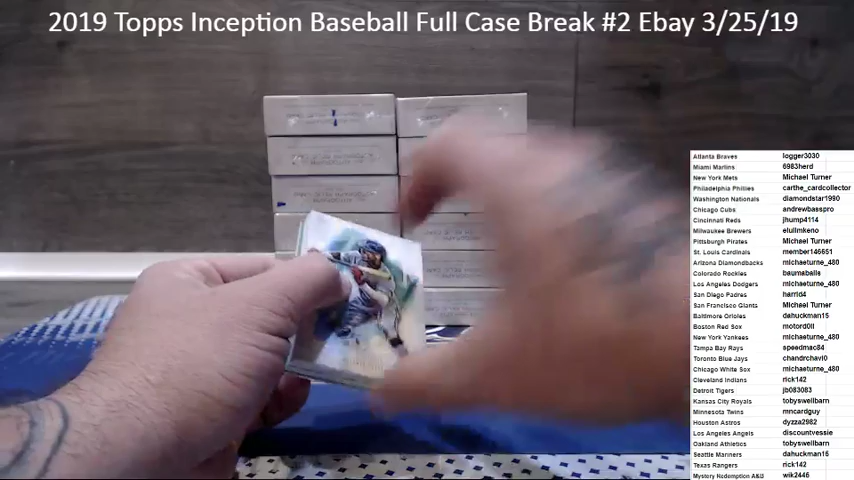 2019 Topps Inception Baseball Full Case Break #2 Ebay 3/25/19
Atlanta Braves logger3030
Miami Marlins 6983herd
New York Mets Michael Turner
Philadelphia Phillies carthe_cardcollector
Washington Nationals diamondstar1990
Chicago Cubs andrewbasspro
Cincinnati Reds jhump4114
Milwaukee Brewers elulimkeno
Pittsburgh Pirates Michael Turner
St. Louis Cardinals member146651
Arizona Diamondbacks michaeturne_480
Colorado Rockies baumaballs
Los Angeles Dodgers michaeturne_480
San Diego Padres harrid4
San Francisco Giants Michael Turner
Baltimore Orioles dahuckman15
Boston Red Sox
New York Yankees michaeturne_480
Tampa Bay Rays speedmac84
Toronto Blue Jays
Chicago White Sox michaeturne_480
Cleveland Indians rick142
Detroit Tigers jb083083
Kansas City Royals tobyswellbarn
Minnesota Twins mncardguy
Houston Astros dyzza2982
Los Angeles Angels discountvessie
Oakland Athletics tobyswellbarn
Seattle Mariners dahuckman15
Texas Rangers rick142
Mystery Redemption A&B wik2446